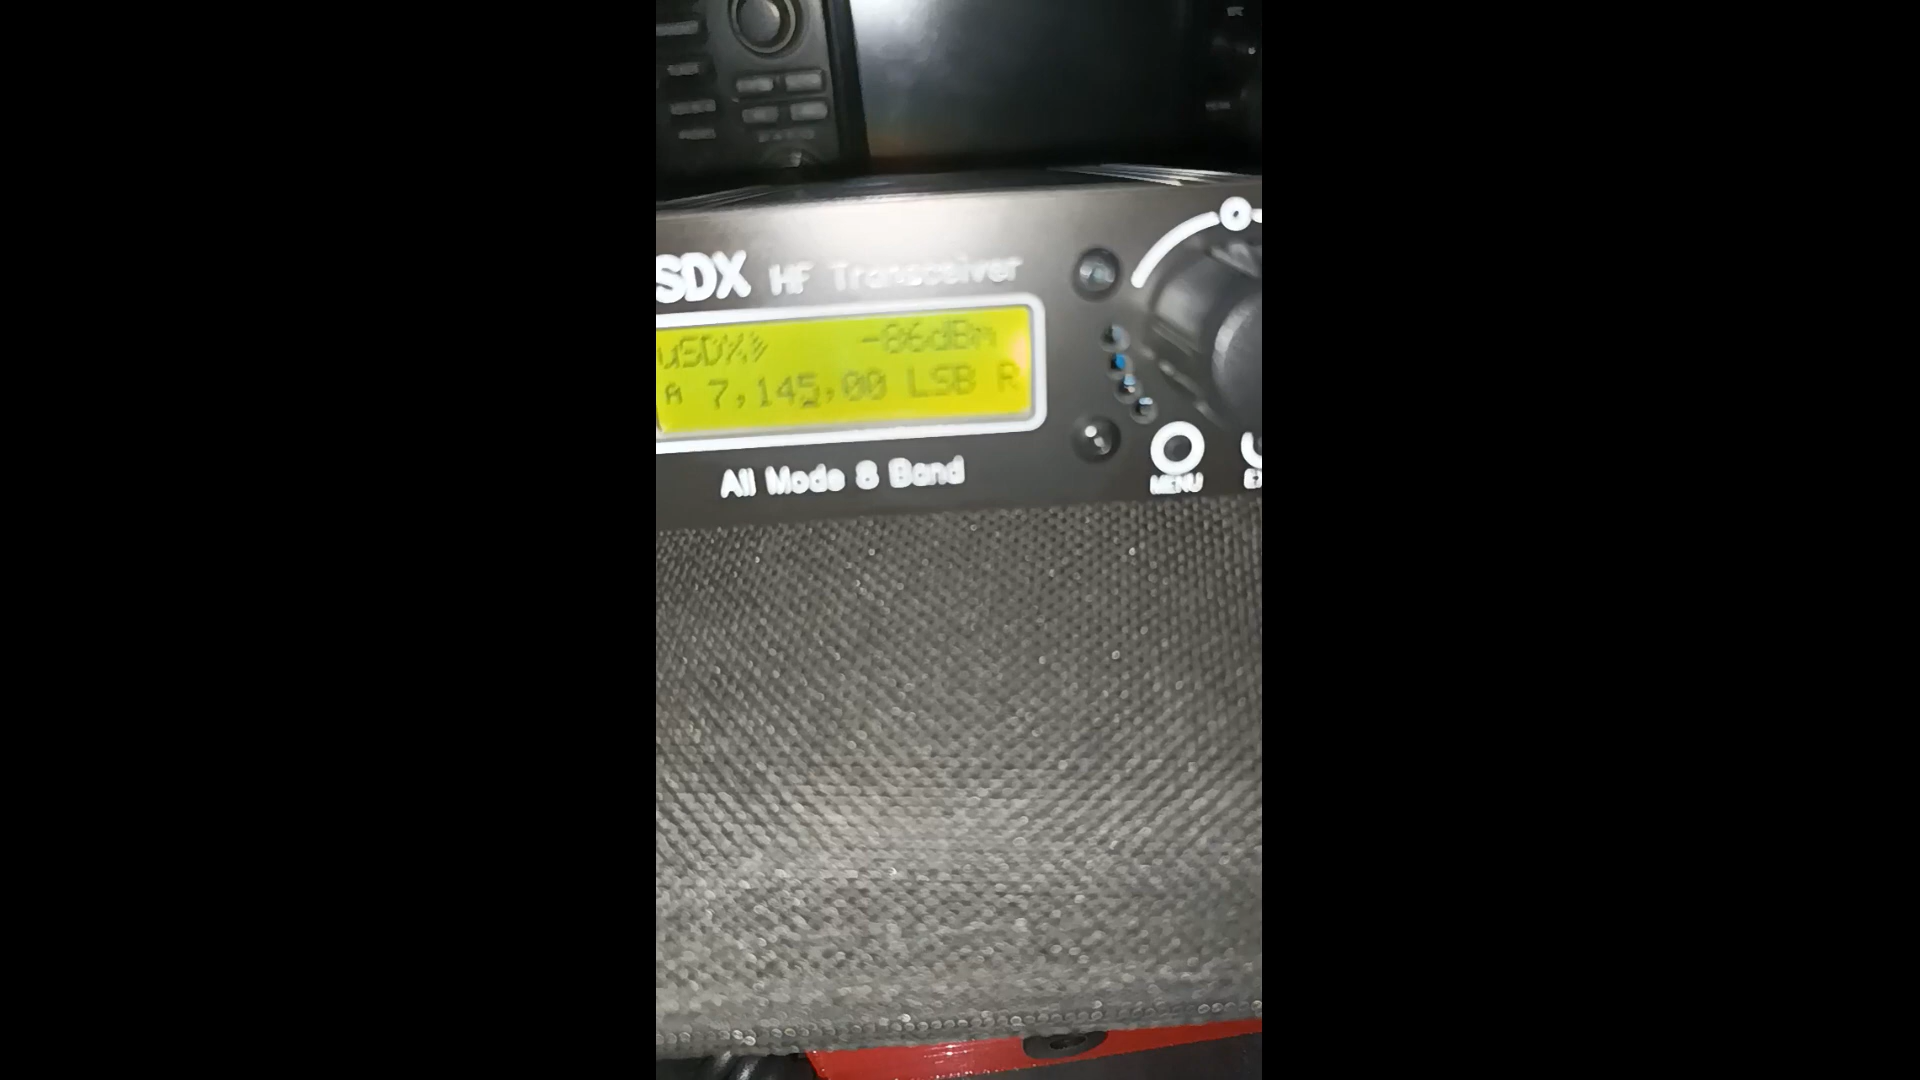 SDX HF Transceiver
uSDX» -86dBm
A 7,145,00 LSB R
All Mode 8 Band
MENU